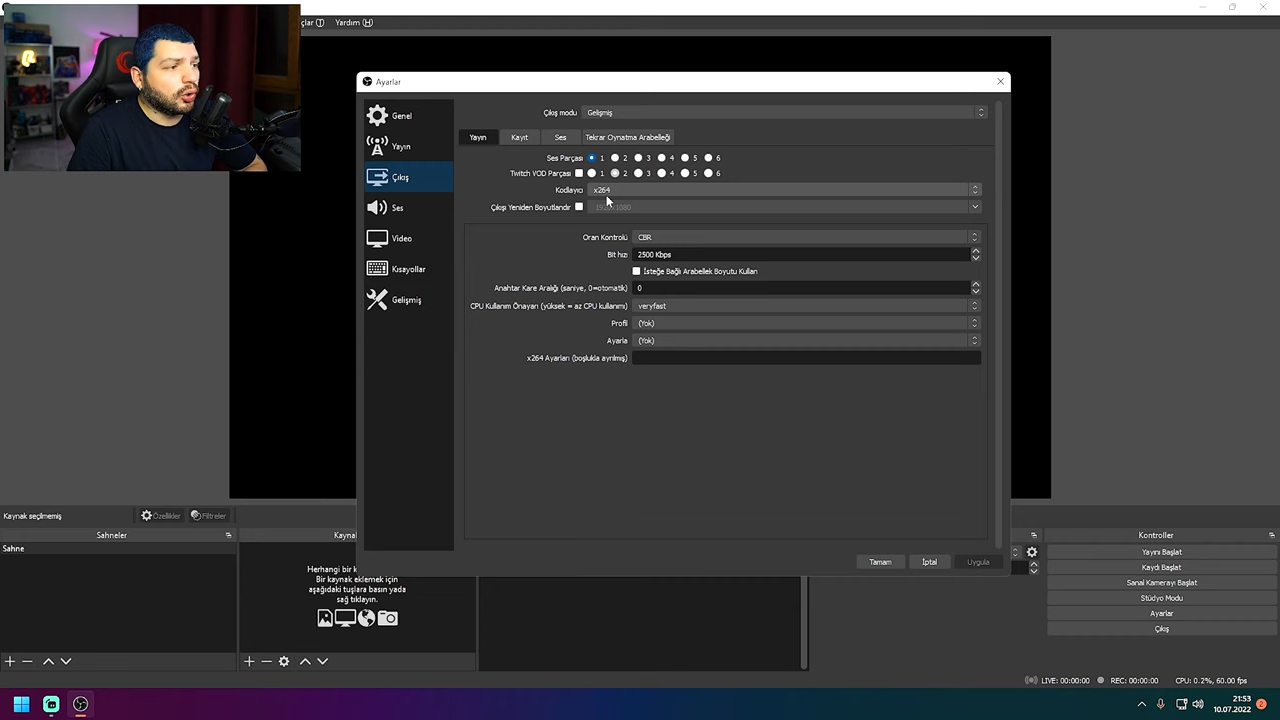 çlar (T)
Yardım (H)
Ayarlar
Genel
Yayın
Çıkış
Ses
Video
Kısayollar
Gelişmiş
Çıkış modu
Gelişmiş
Yayın
Kayıt
Ses
Tekrar Oynatma Arabelleği
Ses Parçası 1 2 3 4 5 6
Twitch VOD Parçası 1 2 3 4 5 6
Kodlayıcı x264
Çıkışı Yeniden Boyutlandır 1920x1080
Oran Kontrolü CBR
Bit hızı 2500 Kbps
İsteğe Bağlı Arabellek Boyutu Kullan
Anahtar Kare Aralığı (saniye, 0=otomatik) 0
CPU Kullanım Önayarı (yüksek = az CPU kullanımı) veryfast
Profil (Yok)
Ayarla (Yok)
x264 Ayarları (boşlukla ayrılmış)
Tamam
İptal
Uygula
Kaynak seçilmemiş
Özellikler
Filtreler
Sahneler
Sahne
Kaynal
Herhangi bir k
Bir kaynak eklemek için
aşağıdaki tuşlara basın yada
sağ tıklayın.
Kontroller
Yayını Başlat
Kaydı Başlat
Sanal Kamerayı Başlat
Stüdyo Modu
Ayarlar
Çıkış
LIVE: 00:00:00
REC: 00:00:00
CPU: 0.2%, 60.00 fps
21:53
10.07.2022
2